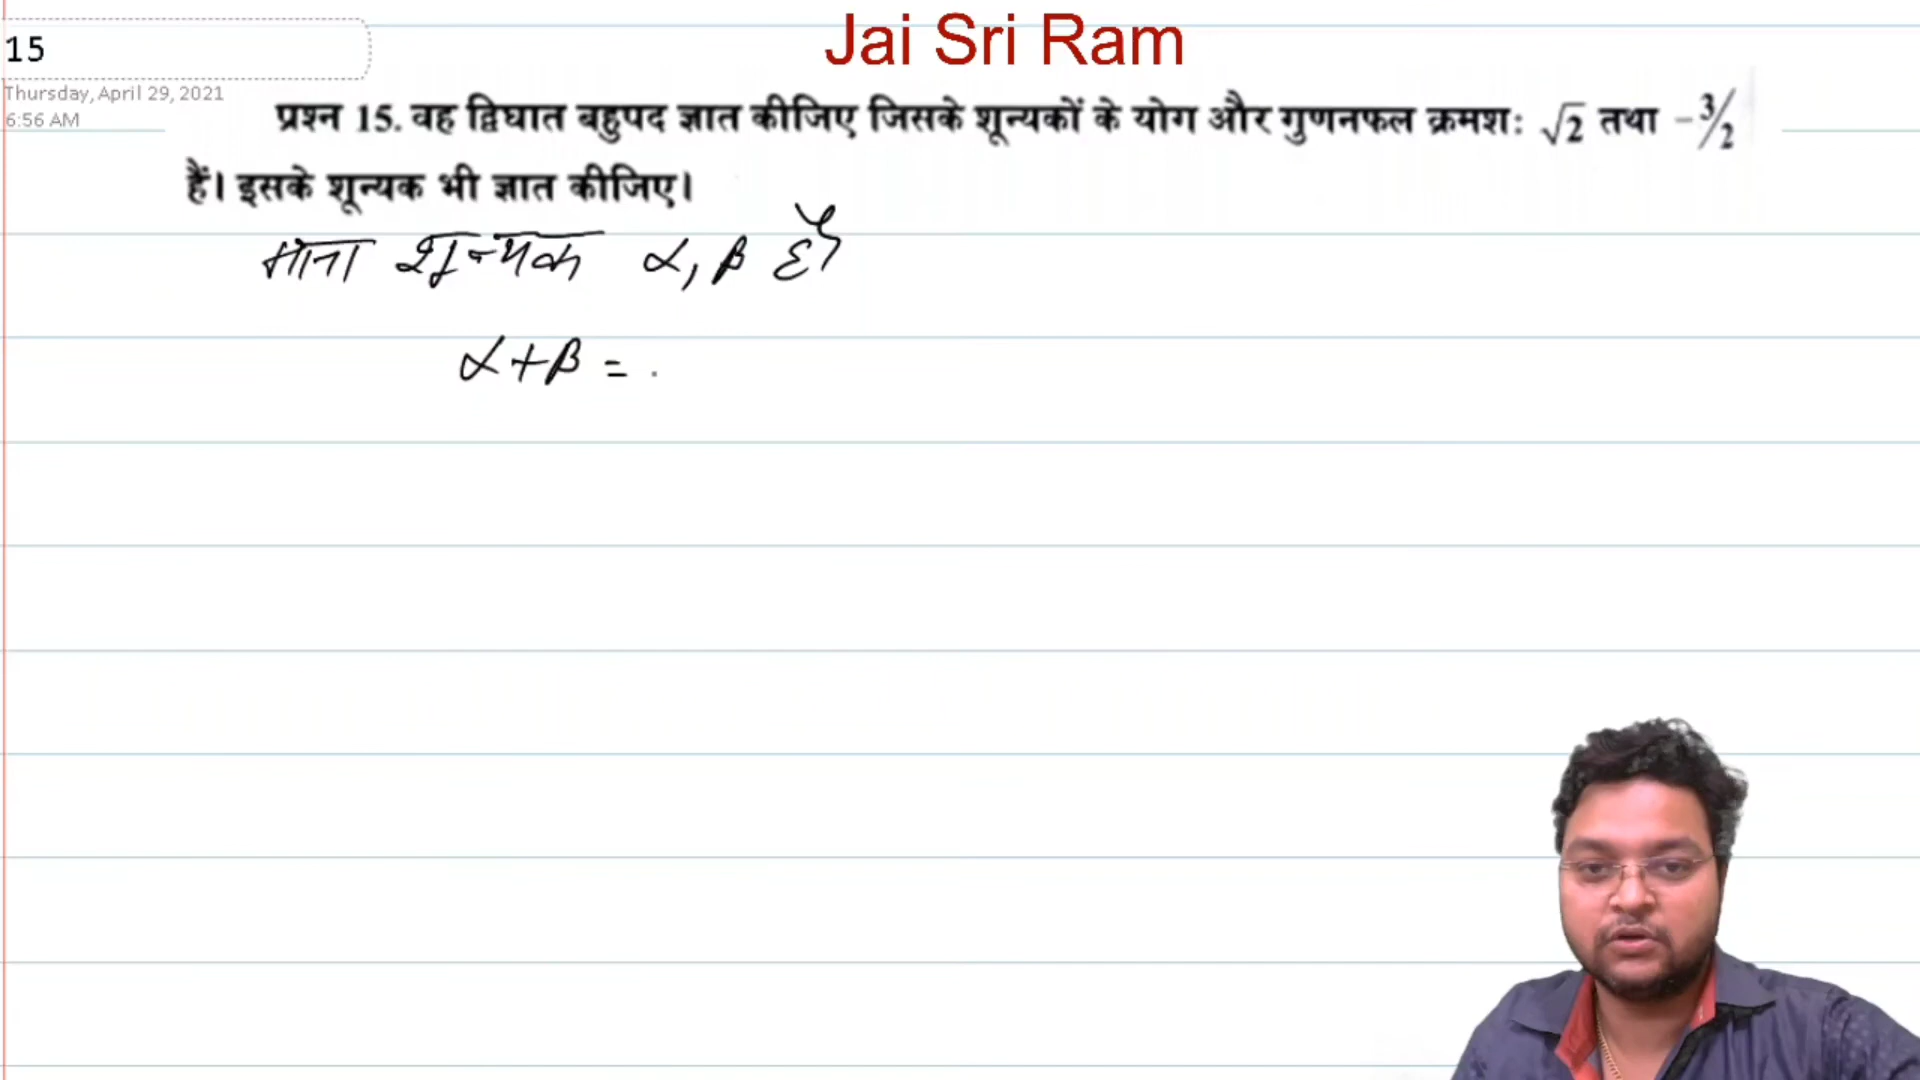 Jai Sri Ram
15
Thursday, April 29, 2021
6:56 AM
प्रश्न 15. वह द्विघात बहुपद ज्ञात कीजिए जिसके शून्यकों के योग और गुणनफल क्रमशः √2 तथा -3/2
हैं। इसके शून्यक भी ज्ञात कीजिए।
माना शून्यक α, β है
α+β =